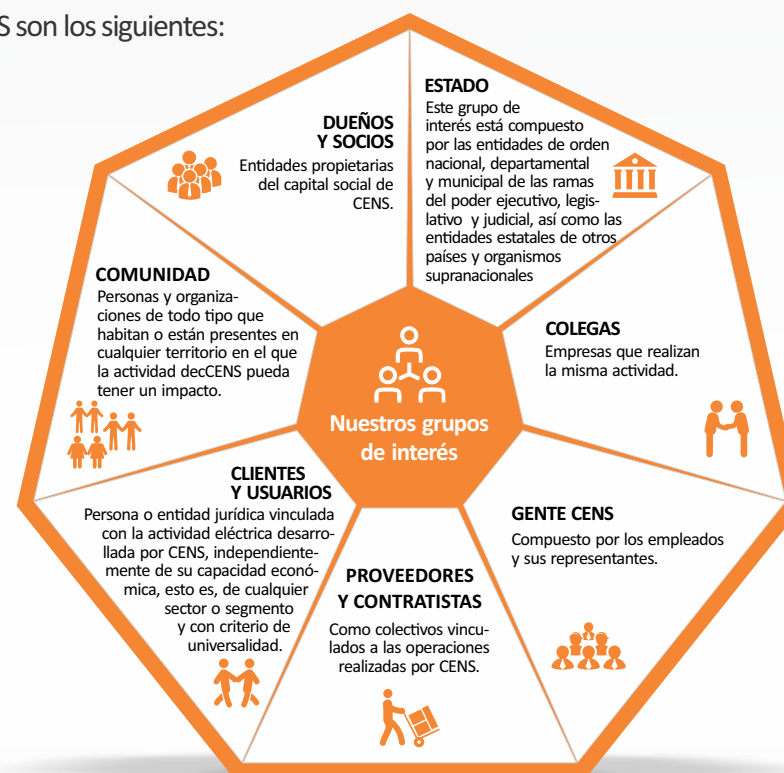 S son los siguientes:
ESTADO
Este grupo de
interés está compuesto
por las entidades de orden
nacional, departamental
y municipal de las ramas
del poder ejecutivo, legis-
lativo y judicial, así como las
entidades estatales de otros
países y organismos
supranacionales
DUEÑOS
Y SOCIOS
Entidades propietarias
del capital social de
CENS.
COMUNIDAD
Personas y organiza-
ciones de todo tipo que
habitan o están presentes en
cualquier territorio en el que
la actividad decCENS pueda
tener un impacto.
COLEGAS
Empresas que realizan
la misma actividad.
Nuestros grupos
de interés
CLIENTES
Y USUARIOS
Persona o entidad jurídica vinculada
con la actividad eléctrica desarro-
llada por CENS, independiente-
mente de su capacidad econó-
mica, esto es, de cualquier
sector o segmento
y con criterio de
universalidad.
GENTE CENS
Compuesto por los empleados
y sus representantes.
PROVEEDORES
Y CONTRATISTAS
Como colectivos vincu-
lados a las operaciones
realizadas por CENS.